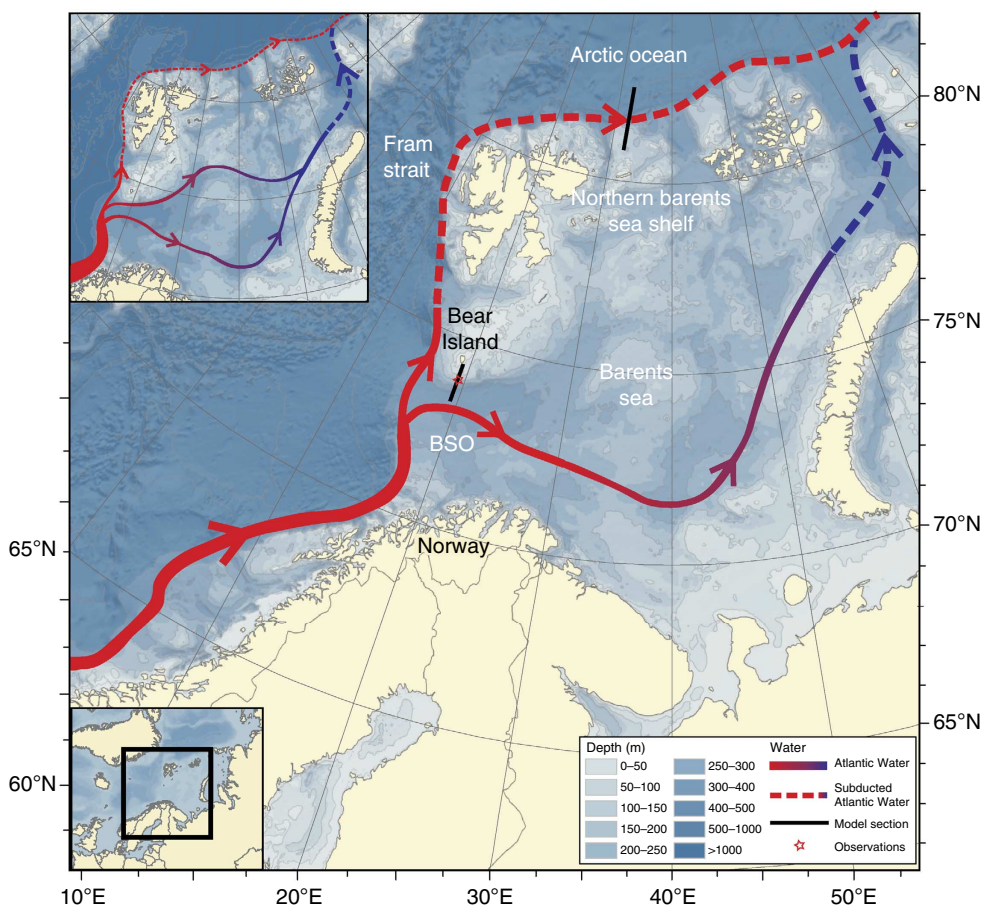 Arctic ocean
80°N
Fram
strait
Northern barents
sea shelf
Bear
Island
75°N
Barents
sea
BSO
70°N
65°N
Norway
65°N
60°N
Depth (m)
0–50
50–100
100–150
150–200
200–250
250–300
300–400
400–500
500–1000
>1000
Water
Atlantic Water
Subducted
Atlantic Water
Model section
Observations
10°E
20°E
30°E
40°E
50°E